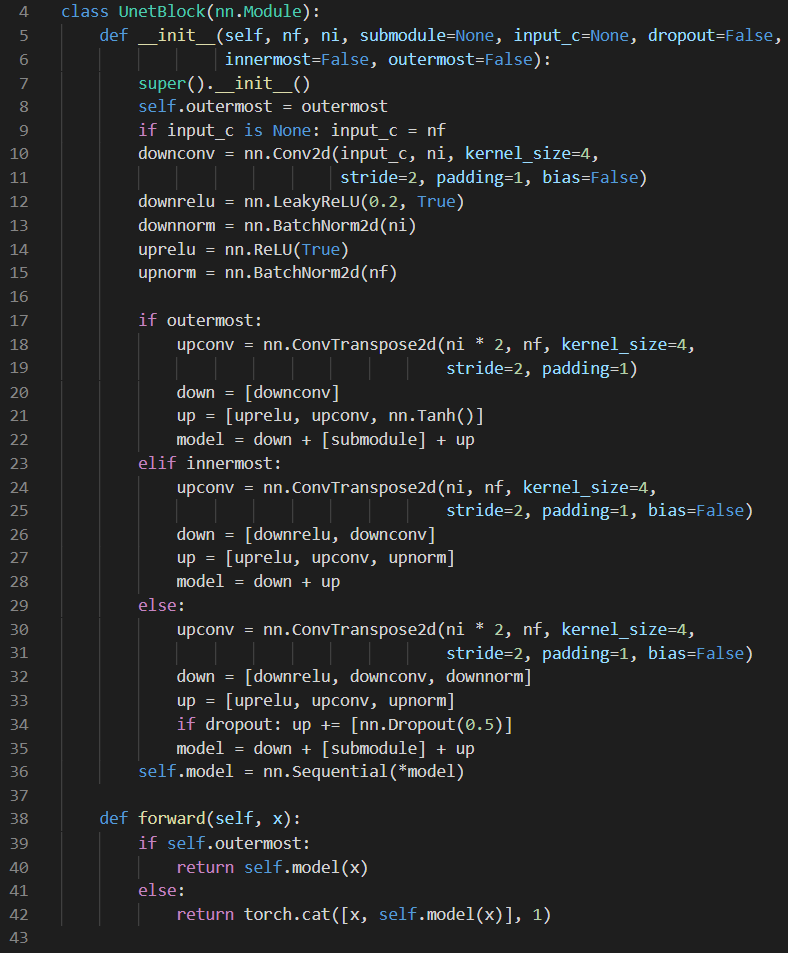 4 class UnetBlock(nn.Module):
5     def __init__(self, nf, ni, submodule=None, input_c=None, dropout=False,
6                  innermost=False, outermost=False):
7         super().__init__()
8         self.outermost = outermost
9         if input_c is None: input_c = nf
10         downconv = nn.Conv2d(input_c, ni, kernel_size=4,
11                              stride=2, padding=1, bias=False)
12         downrelu = nn.LeakyReLU(0.2, True)
13         downnorm = nn.BatchNorm2d(ni)
14         uprelu = nn.ReLU(True)
15         upnorm = nn.BatchNorm2d(nf)
16
17         if outermost:
18             upconv = nn.ConvTranspose2d(ni * 2, nf, kernel_size=4,
19                                         stride=2, padding=1)
20             down = [downconv]
21             up = [uprelu, upconv, nn.Tanh()]
22             model = down + [submodule] + up
23         elif innermost:
24             upconv = nn.ConvTranspose2d(ni, nf, kernel_size=4,
25                                         stride=2, padding=1, bias=False)
26             down = [downrelu, downconv]
27             up = [uprelu, upconv, upnorm]
28             model = down + up
29         else:
30             upconv = nn.ConvTranspose2d(ni * 2, nf, kernel_size=4,
31                                         stride=2, padding=1, bias=False)
32             down = [downrelu, downconv, downnorm]
33             up = [uprelu, upconv, upnorm]
34             if dropout: up += [nn.Dropout(0.5)]
35             model = down + [submodule] + up
36         self.model = nn.Sequential(*model)
37
38     def forward(self, x):
39         if self.outermost:
40             return self.model(x)
41         else:
42             return torch.cat([x, self.model(x)], 1)
43